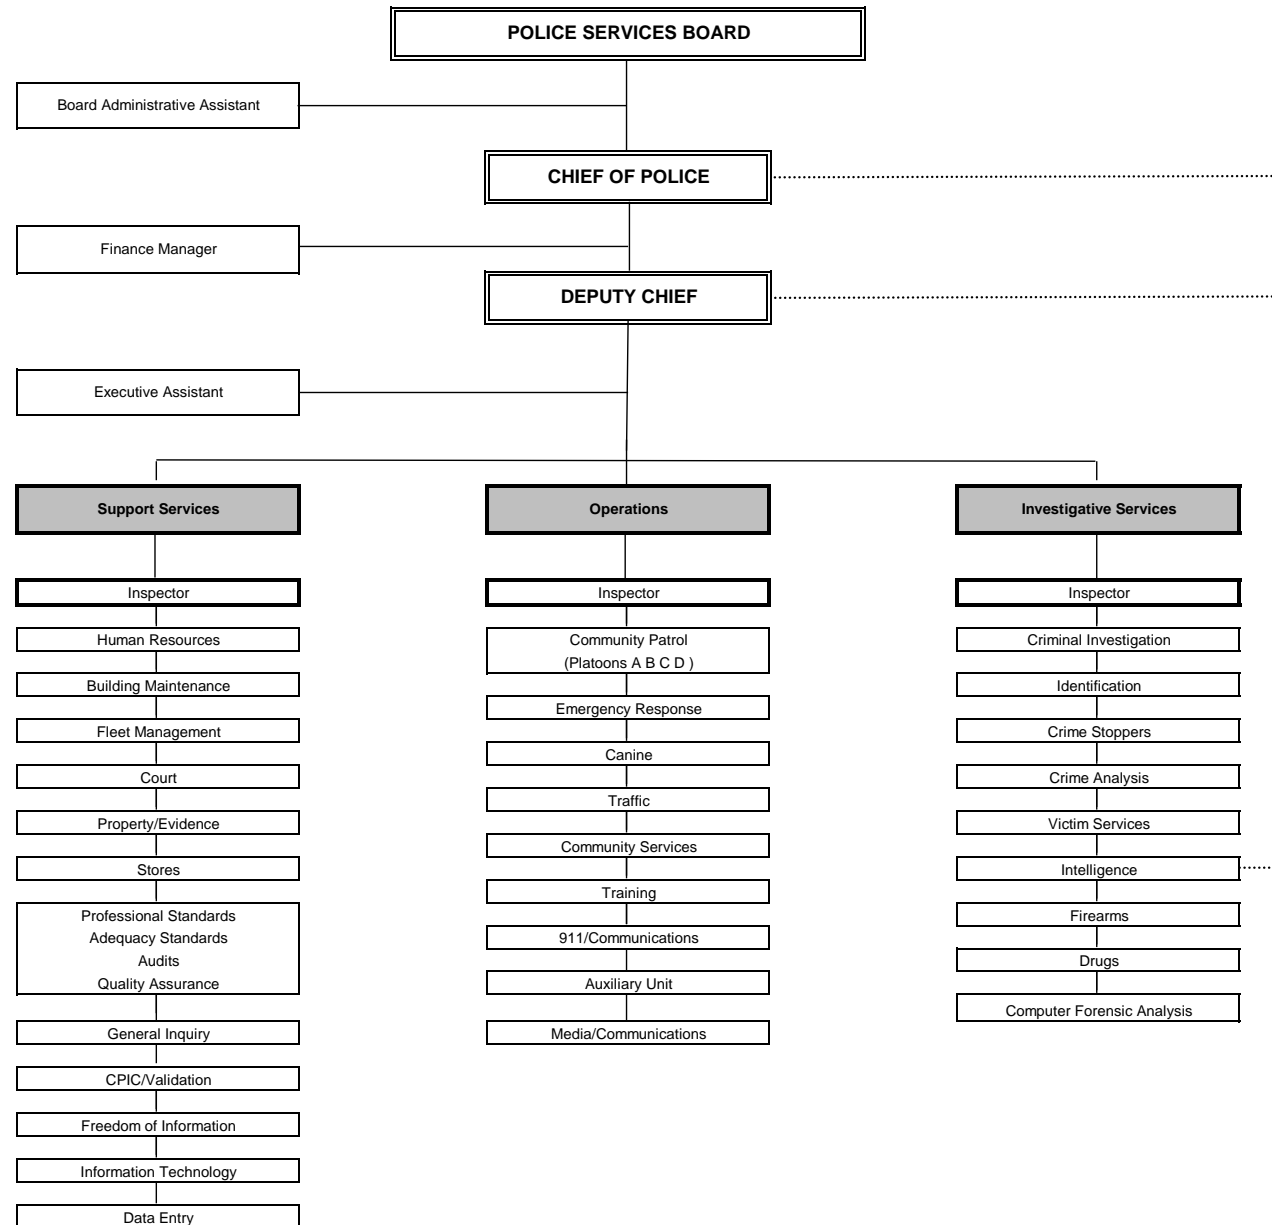 POLICE SERVICES BOARD
Board Administrative Assistant
CHIEF OF POLICE
Finance Manager
DEPUTY CHIEF
Executive Assistant
Support Services
Inspector
Human Resources
Building Maintenance
Fleet Management
Court
Property/Evidence
Stores
Professional Standards
Adequacy Standards
Audits
Quality Assurance
General Inquiry
CPIC/Validation
Freedom of Information
Information Technology
Data Entry
Operations
Inspector
Community Patrol
(Platoons A B C D )
Emergency Response
Canine
Traffic
Community Services
Training
911/Communications
Auxiliary Unit
Media/Communications
Investigative Services
Inspector
Criminal Investigation
Identification
Crime Stoppers
Crime Analysis
Victim Services
Intelligence
Firearms
Drugs
Computer Forensic Analysis